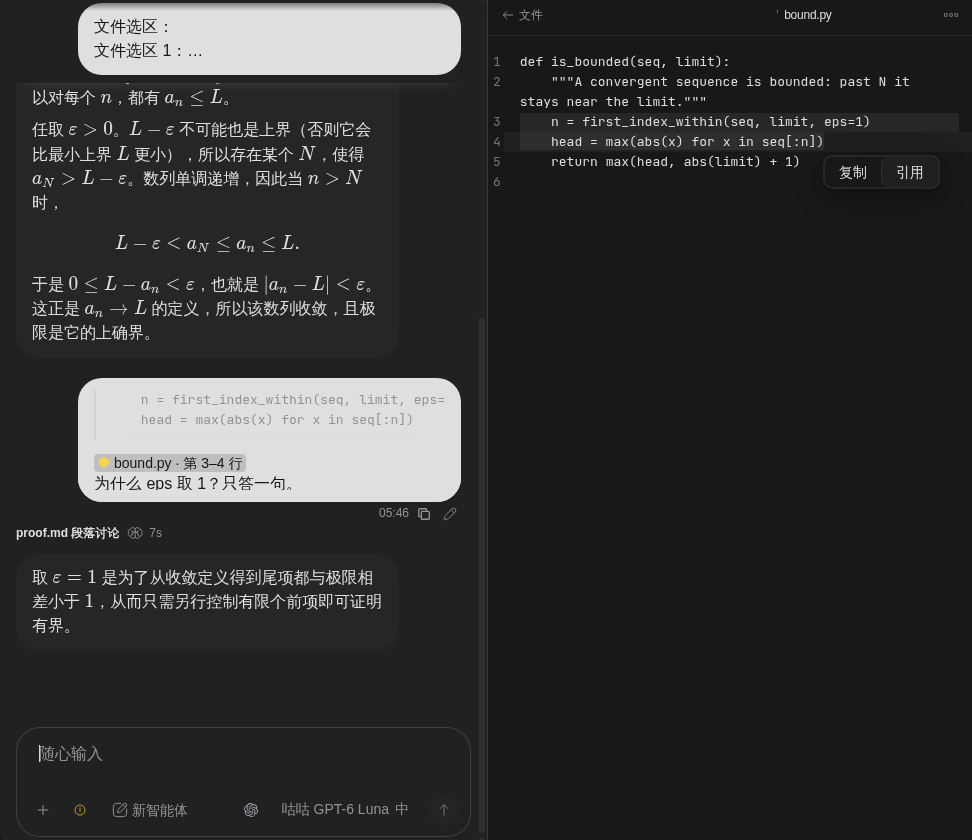 文件选区：
文件选区 1：…
以对每个 n，都有 aₙ ≤ L。
任取 ε > 0。L − ε 不可能也是上界（否则它会
比最小上界 L 更小），所以存在某个 N，使得
a_N > L − ε。数列单调递增，因此当 n > N
时，
L − ε < a_N ≤ aₙ ≤ L.
于是 0 ≤ L − aₙ < ε，也就是 |aₙ − L| < ε。
这正是 aₙ → L 的定义，所以该数列收敛，且极
限是它的上确界。
n = first_index_within(seq, limit, eps=
head = max(abs(x) for x in seq[:n])
bound.py · 第 3–4 行
为什么 eps 取 1？只答一句。
05:46
proof.md 段落讨论 7s
取 ε = 1 是为了从收敛定义得到尾项都与极限相
差小于 1，从而只需另行控制有限个前项即可证明
有界。
随心输入
新智能体 咕咕 GPT-6 Luna 中
← 文件 bound.py
1 def is_bounded(seq, limit):
2 """A convergent sequence is bounded: past N it
stays near the limit."""
3 n = first_index_within(seq, limit, eps=1)
4 head = max(abs(x) for x in seq[:n])
5 return max(head, abs(limit) + 1)
6
复制 引用